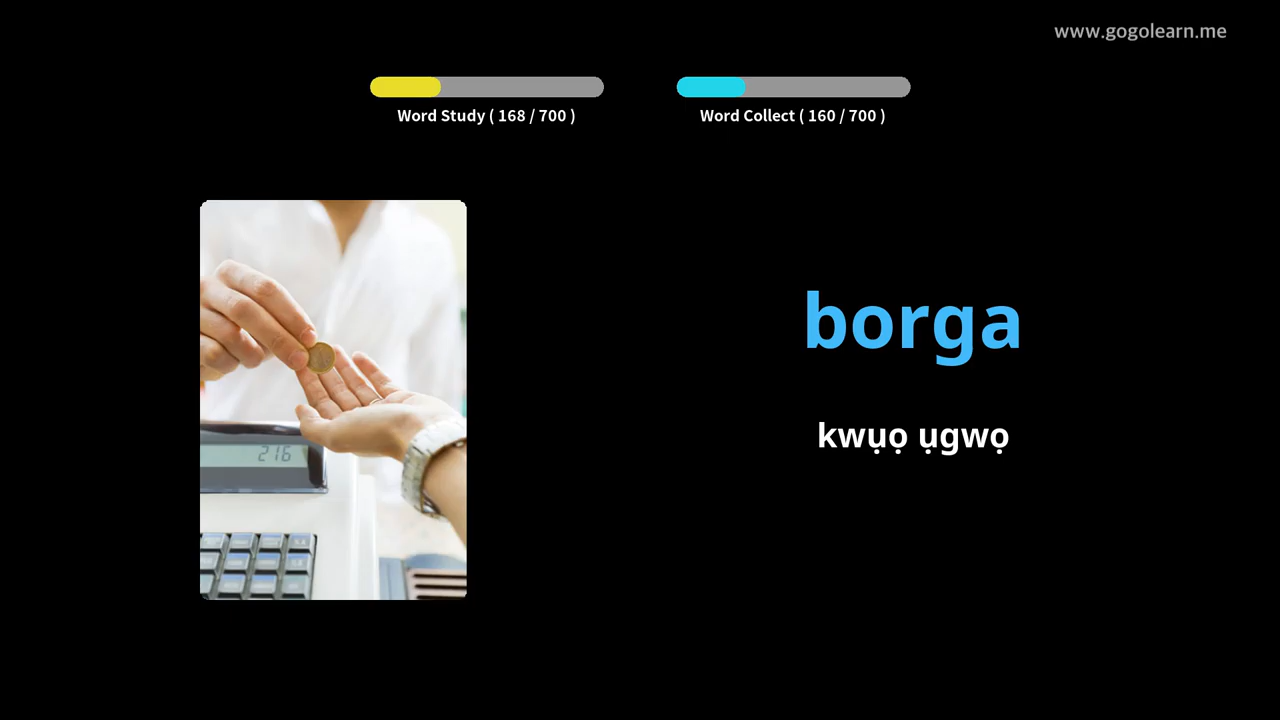 www.gogolearn.me
Word Study ( 168 / 700 )
Word Collect ( 160 / 700 )
216
borga
kwụọ ụgwọ